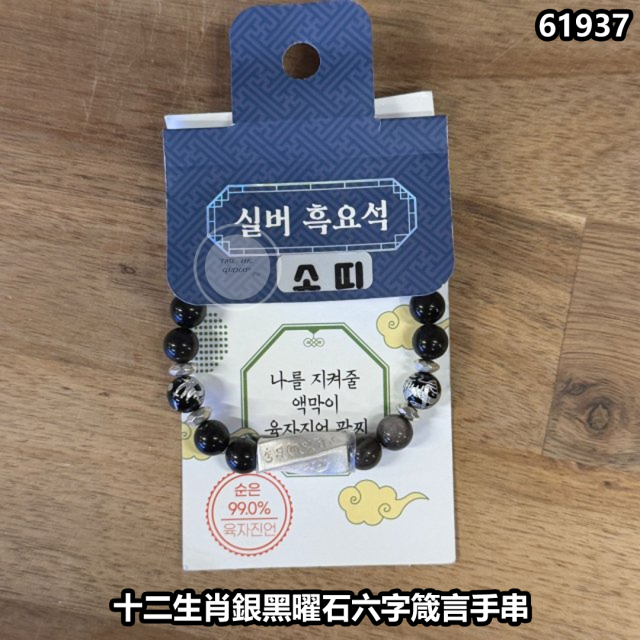 61937
실버 흑요석
소띠
나를 지켜줄
액막이
육자진언 팔찌
순은
99.0%
육자진언
十二生肖銀黑曜石六字箴言手串